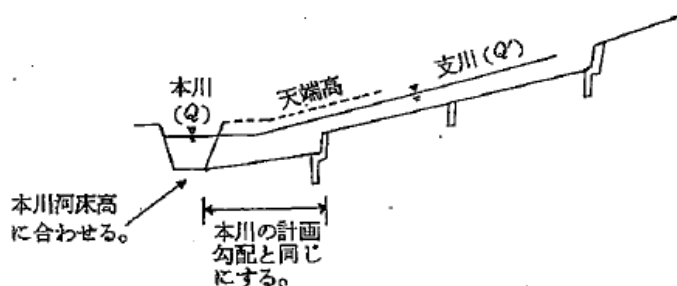 本川
(Q)
天端高
支川(Q')
本川河床高
に合わせる。
本川の計画
勾配と同じ
にする。